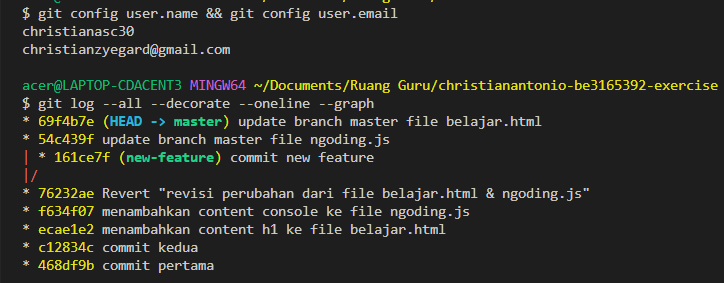 $ git config user.name && git config user.email
christianasc30
christianzyegard@gmail.com
acer@LAPTOP-CDACENT3 MINGW64 ~/Documents/Ruang Guru/christianantonio-be3165392-exercise
$ git log --all --decorate --oneline --graph
* 69f4b7e (HEAD -> master) update branch master file belajar.html
* 54c439f update branch master file ngoding.js
| * 161ce7f (new-feature) commit new feature
|/
* 76232ae Revert "revisi perubahan dari file belajar.html & ngoding.js"
* f634f07 menambahkan content console ke file ngoding.js
* ecae1e2 menambahkan content h1 ke file belajar.html
* c12834c commit kedua
* 468df9b commit pertama